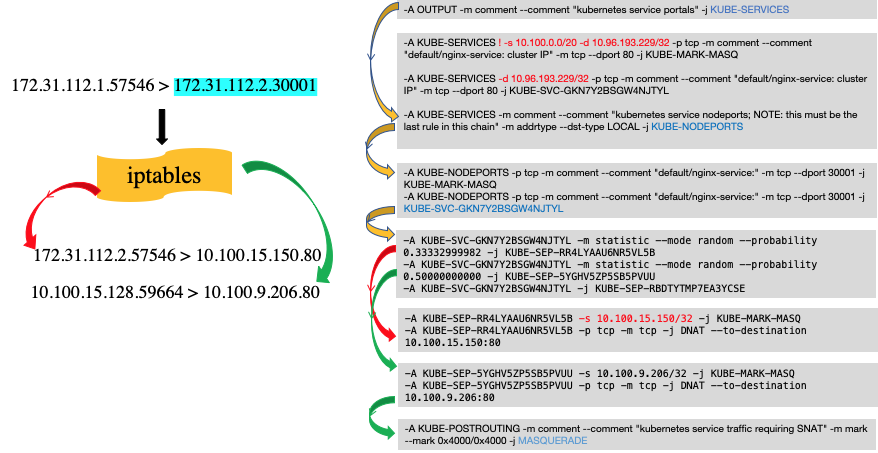 172.31.112.1.57546 > 172.31.112.2.30001
iptables
172.31.112.2.57546 > 10.100.15.150.80
10.100.15.128.59664 > 10.100.9.206.80
-A OUTPUT -m comment --comment "kubernetes service portals" -j KUBE-SERVICES
-A KUBE-SERVICES ! -s 10.100.0.0/20 -d 10.96.193.229/32 -p tcp -m comment --comment
"default/nginx-service: cluster IP" -m tcp --dport 80 -j KUBE-MARK-MASQ
-A KUBE-SERVICES -d 10.96.193.229/32 -p tcp -m comment --comment "default/nginx-service: cluster
IP" -m tcp --dport 80 -j KUBE-SVC-GKN7Y2BSGW4NJTYL
-A KUBE-SERVICES -m comment --comment "kubernetes service nodeports; NOTE: this must be the
last rule in this chain" -m addrtype --dst-type LOCAL -j KUBE-NODEPORTS
-A KUBE-NODEPORTS -p tcp -m comment --comment "default/nginx-service:" -m tcp --dport 30001 -j
KUBE-MARK-MASQ
-A KUBE-NODEPORTS -p tcp -m comment --comment "default/nginx-service:" -m tcp --dport 30001 -j
KUBE-SVC-GKN7Y2BSGW4NJTYL
-A KUBE-SVC-GKN7Y2BSGW4NJTYL -m statistic --mode random --probability
0.33332999982 -j KUBE-SEP-RR4LYAAU6NR5VL5B
-A KUBE-SVC-GKN7Y2BSGW4NJTYL -m statistic --mode random --probability
0.50000000000 -j KUBE-SEP-5YGHV5ZP5SB5PVUU
-A KUBE-SVC-GKN7Y2BSGW4NJTYL -j KUBE-SEP-RBDTYTMP7EA3YCSE
-A KUBE-SEP-RR4LYAAU6NR5VL5B -s 10.100.15.150/32 -j KUBE-MARK-MASQ
-A KUBE-SEP-RR4LYAAU6NR5VL5B -p tcp -m tcp -j DNAT --to-destination
10.100.15.150:80
-A KUBE-SEP-5YGHV5ZP5SB5PVUU -s 10.100.9.206/32 -j KUBE-MARK-MASQ
-A KUBE-SEP-5YGHV5ZP5SB5PVUU -p tcp -m tcp -j DNAT --to-destination
10.100.9.206:80
-A KUBE-POSTROUTING -m comment --comment "kubernetes service traffic requiring SNAT" -m mark
--mark 0x4000/0x4000 -j MASQUERADE